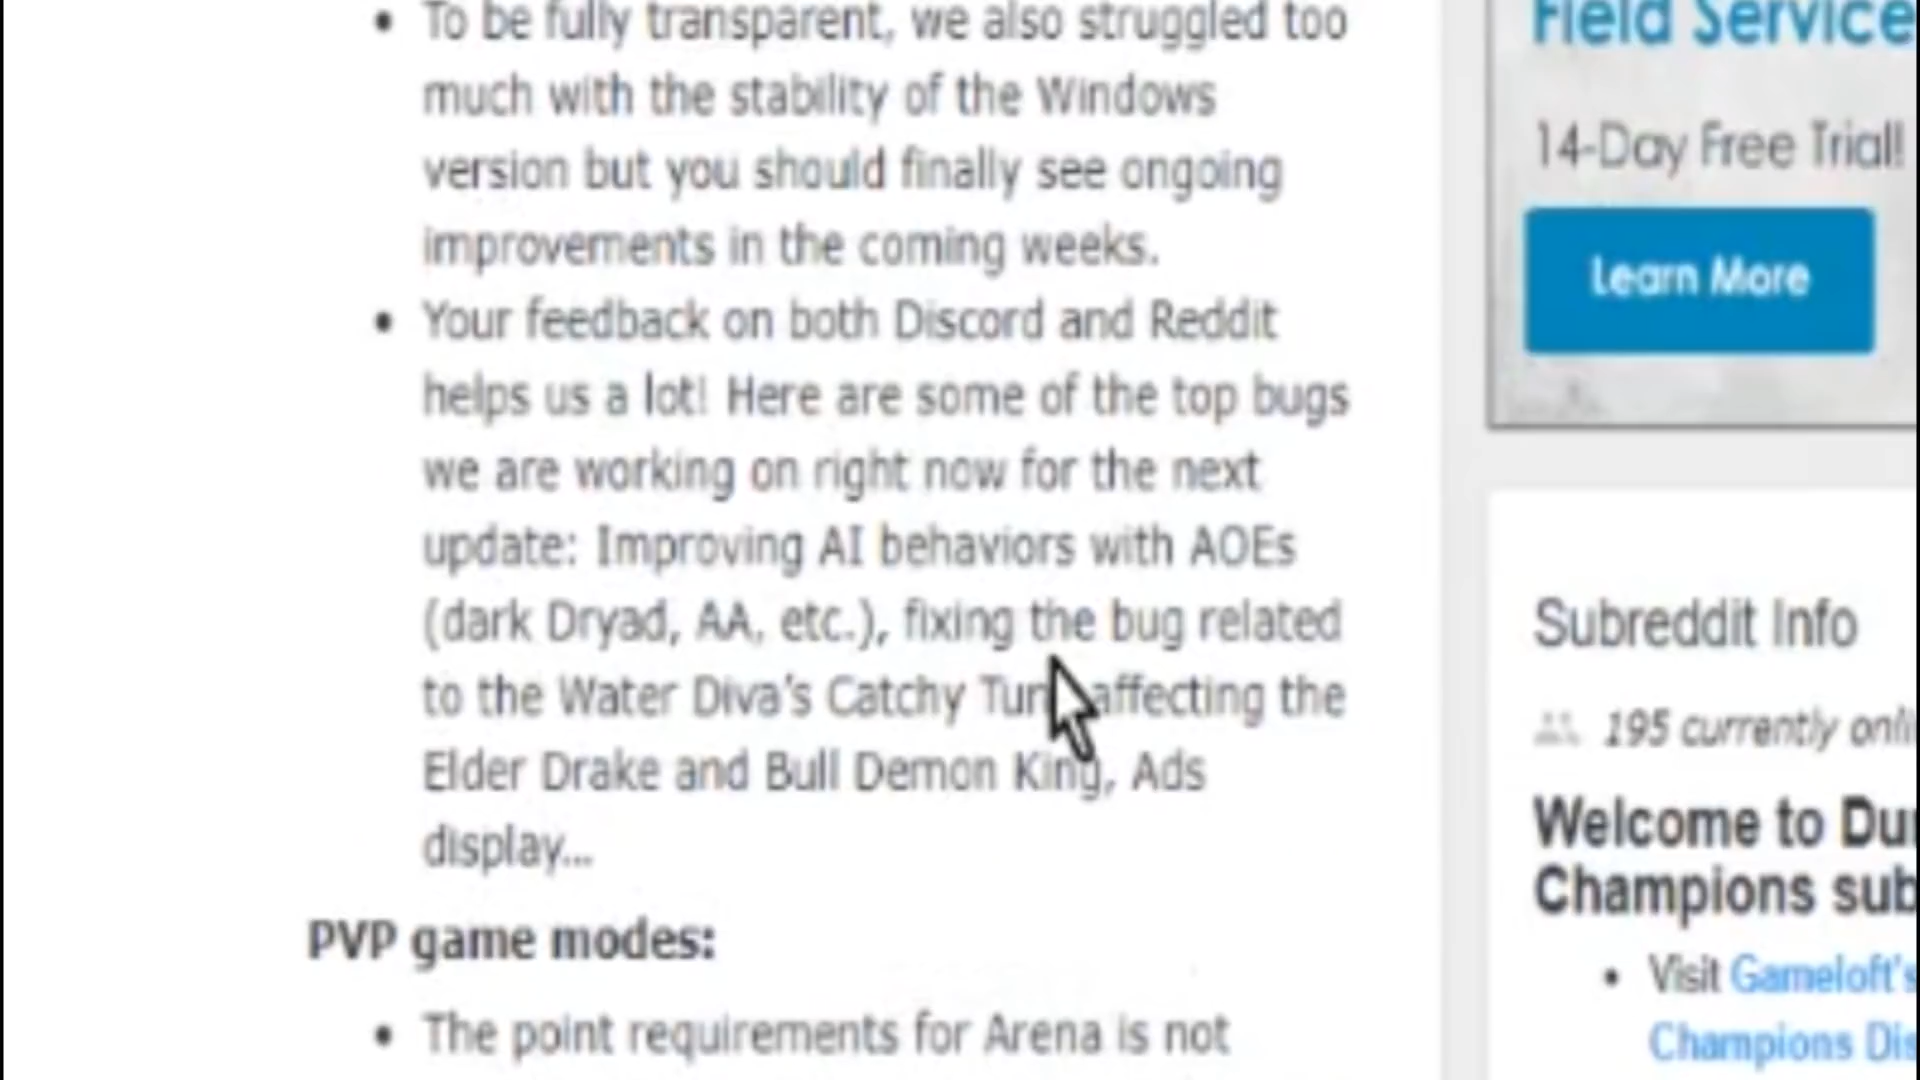 To be fully transparent, we also struggled too
much with the stability of the Windows
version but you should finally see ongoing
improvements in the coming weeks.
Your feedback on both Discord and Reddit
helps us a lot! Here are some of the top bugs
we are working on right now for the next
update: Improving AI behaviors with AOEs
(dark Dryad, AA, etc.), fixing the bug related
to the Water Diva's Catchy affecting the
Elder Drake and Bull Demon King, Ads
display...
PVP game modes:
The point requirements for Arena is not
Field Service
14-Day Free Trial!
Learn More
Subreddit Info
195 currently
Welcome to
Champions
Visit Gameloft's
Champions